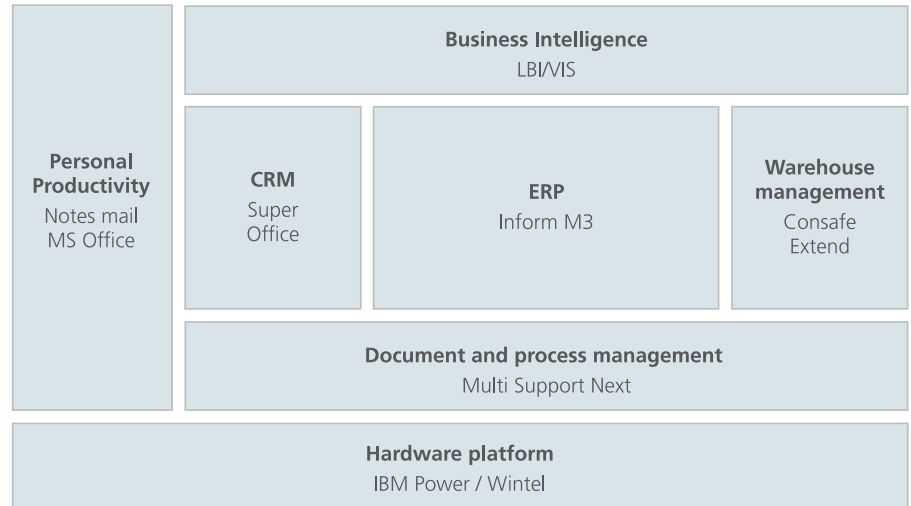 Business Intelligence
LBI/VIS
Personal
Productivity
Notes mail
MS Office
CRM
Super
Office
ERP
Inform M3
Warehouse
management
Consafe
Extend
Document and process management
Multi Support Next
Hardware platform
IBM Power / Wintel